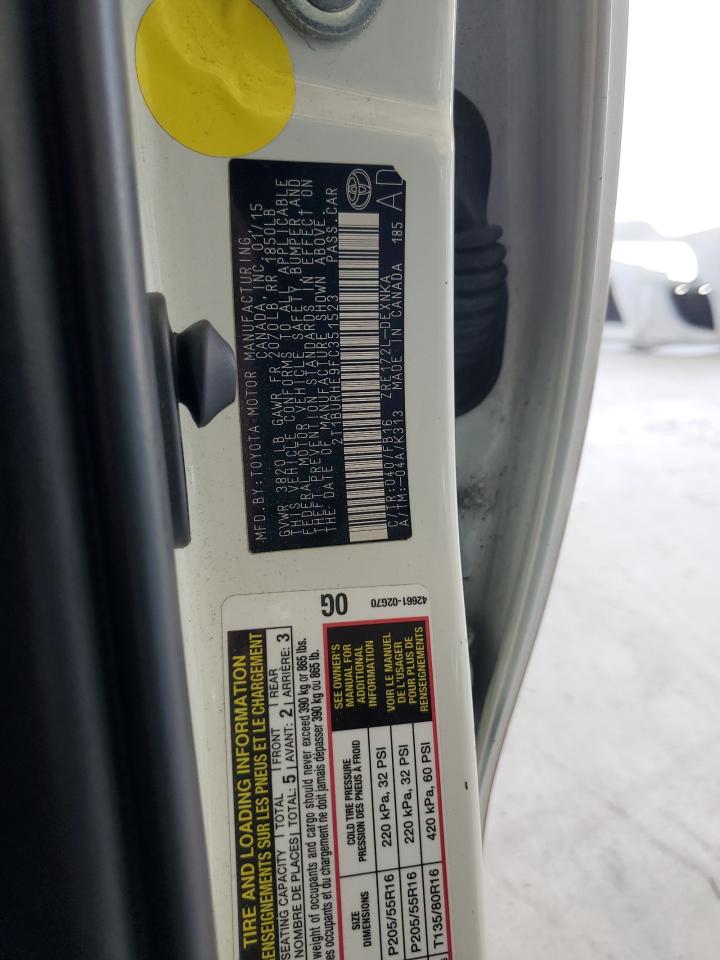 MFD.BY:TOYOTA MOTOR MANUFACTURING,
CANADA,INC. 01/15
GVWR 3820 LB GAWR FR 2020LB,RR 1850LB
THIS VEHICLE CONFORMS TO ALL APPLICABLE
FEDERAL MOTOR VEHICLE SAFETY, BUMPER,AND
THEFT PREVENTION STANDARDS IN EFFECT ON
THE DATE OF MANUFACTURE SHOWN ABOVE.
2T1BURHE9FC351523 PASS.CAR
C/TR:040/FB16 ZRE172L-DEXNKA
A/TM:-04A/K313 MADE IN CANADA 185
AD
TIRE AND LOADING INFORMATION
RENSEIGNEMENTS SUR LES PNEUS ET LE CHARGEMENT
SEATING CAPACITY TOTAL FRONT REAR
NOMBRE DE PLACES TOTAL: 5 AVANT: 2 ARRIÈRE: 3
weight of occupants and cargo should never exceed 390 kg or 865 lbs.
occupants et du chargement ne doit jamais dépasser 390 kg ou 865 lb.
OG
42661-02G70
SIZE
DIMENSIONS
COLD TIRE PRESSURE
PRESSION DES PNEUS À FROID
SEE OWNER'S
MANUAL FOR
ADDITIONAL
INFORMATION
P205/55R16 220 kPa, 32 PSI
P205/55R16 220 kPa, 32 PSI
T135/80R16 420 kPa, 60 PSI
VOIR LE MANUEL
DE L'USAGER
POUR PLUS DE
RENSEIGNEMENTS